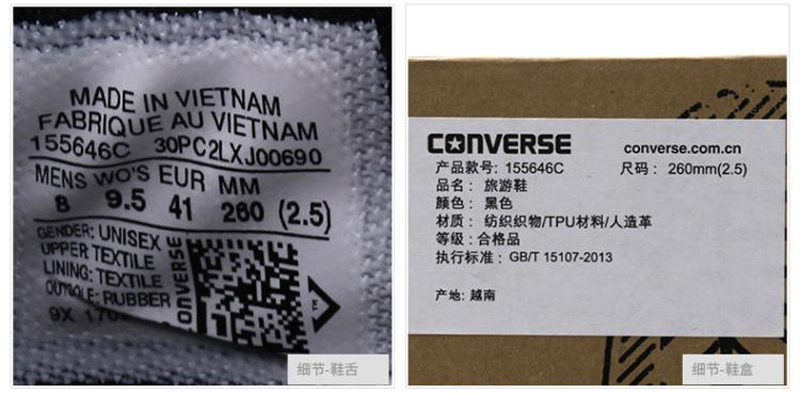 MADE IN VIETNAM
FABRIQUE AU VIETNAM
155646C 30PC2LXJ00690
MENS WO'S EUR MM
8 9.5 41 260 (2.5)
GENDER: UNISEX
UPPER: TEXTILE
LINING: TEXTILE
OUTSOLE: RUBBER
9X
CONVERSE
细节-鞋舌
CONVERSE converse.com.cn
产品款号: 155646C 尺码: 260mm(2.5)
品名: 旅游鞋
颜色: 黑色
材质: 纺织织物/TPU材料/人造革
等级: 合格品
执行标准: GB/T 15107-2013
产地: 越南
细节-鞋盒